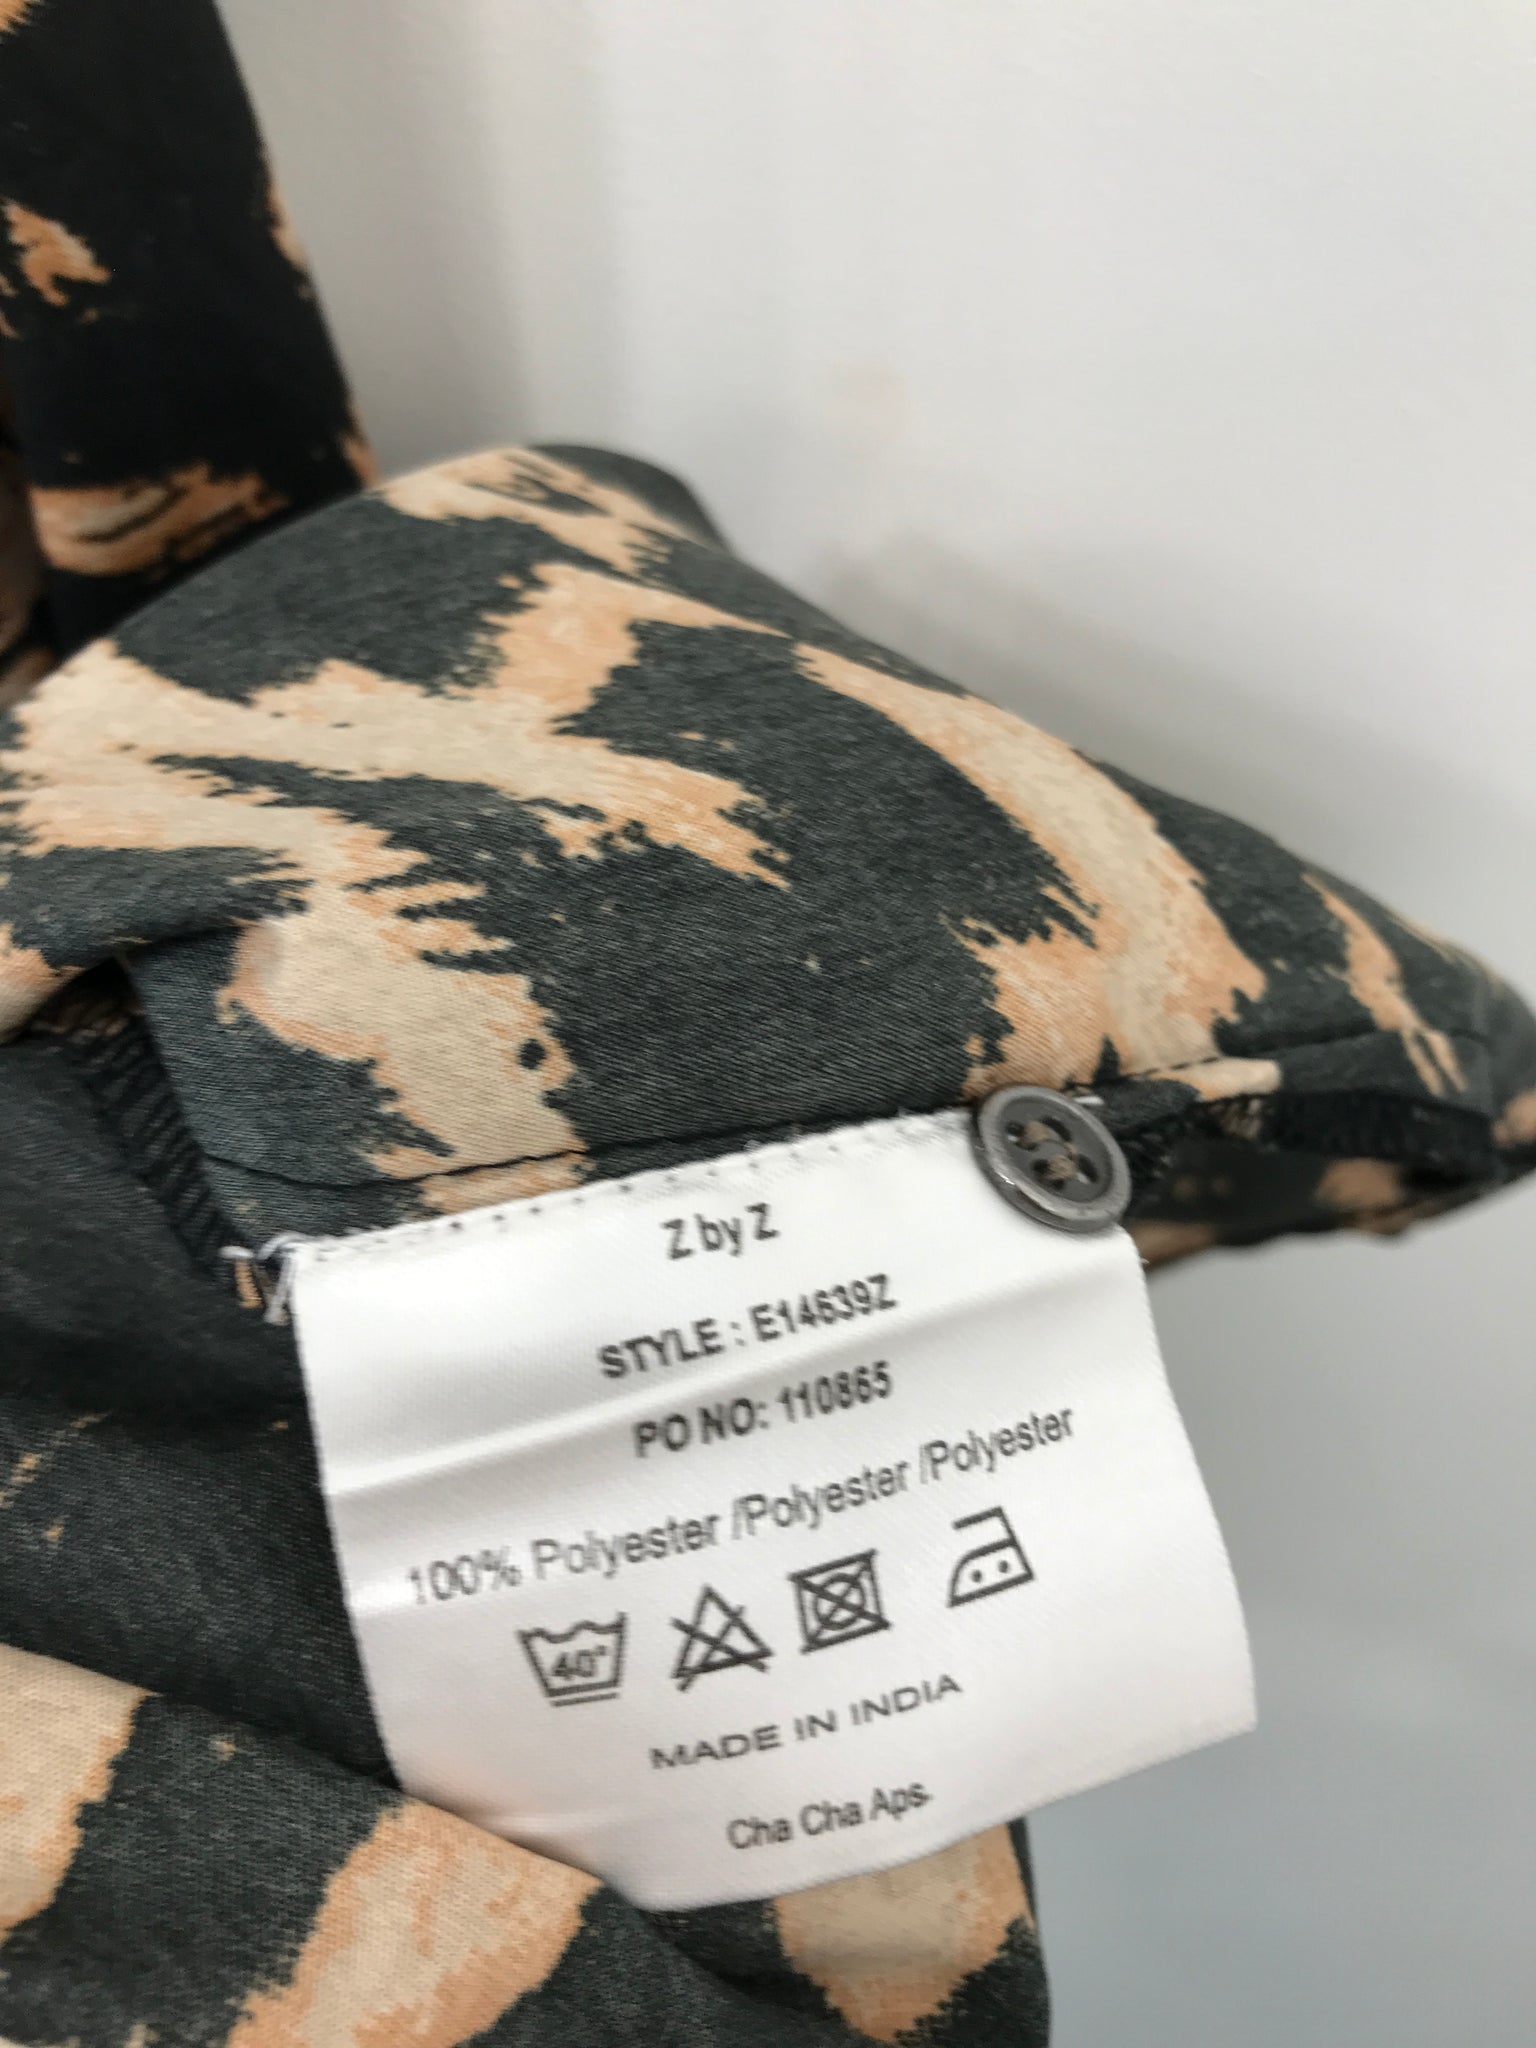 Z by Z
STYLE : E14639Z
PO NO: 110865
100% Polyester /Polyester /Polyester
40°
MADE IN INDIA
Cha Cha Aps.